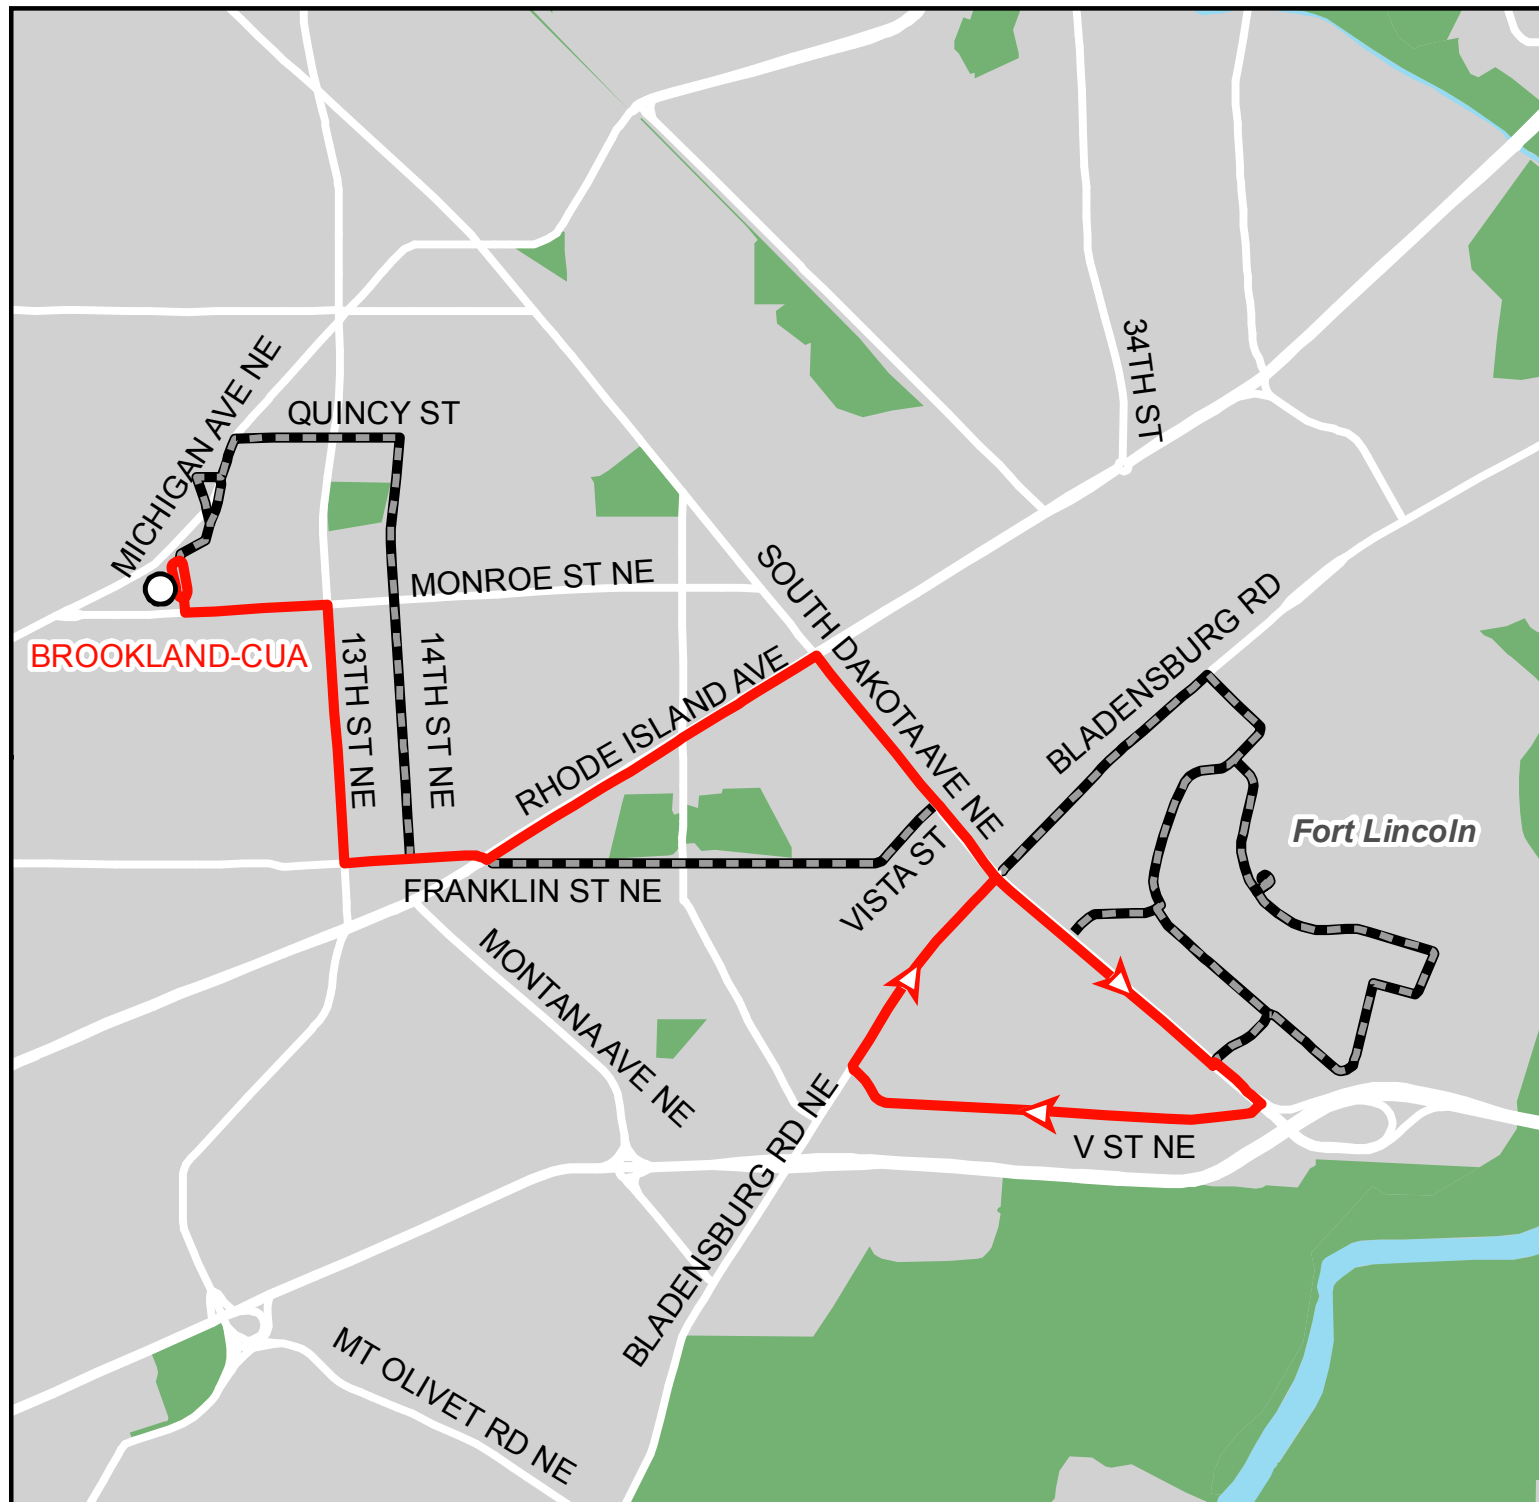 34TH ST
MICHIGAN AVE NE
QUINCY ST
MONROE ST NE
SOUTH DAKOTA AVE NE
BLADENSBURG RD
BROOKLAND-CUA
13TH ST NE
14TH ST NE
RHODE ISLAND AVE
Fort Lincoln
VISTA ST
FRANKLIN ST NE
MONTANA AVE NE
V ST NE
BLADENSBURG RD NE
MT OLIVET RD NE